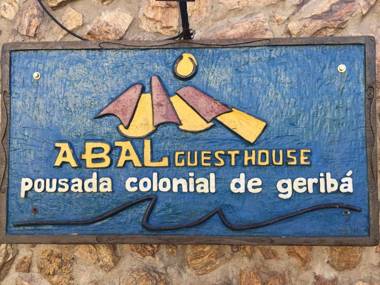 ABAL GUEST HOUSE
pousada colonial de geribá